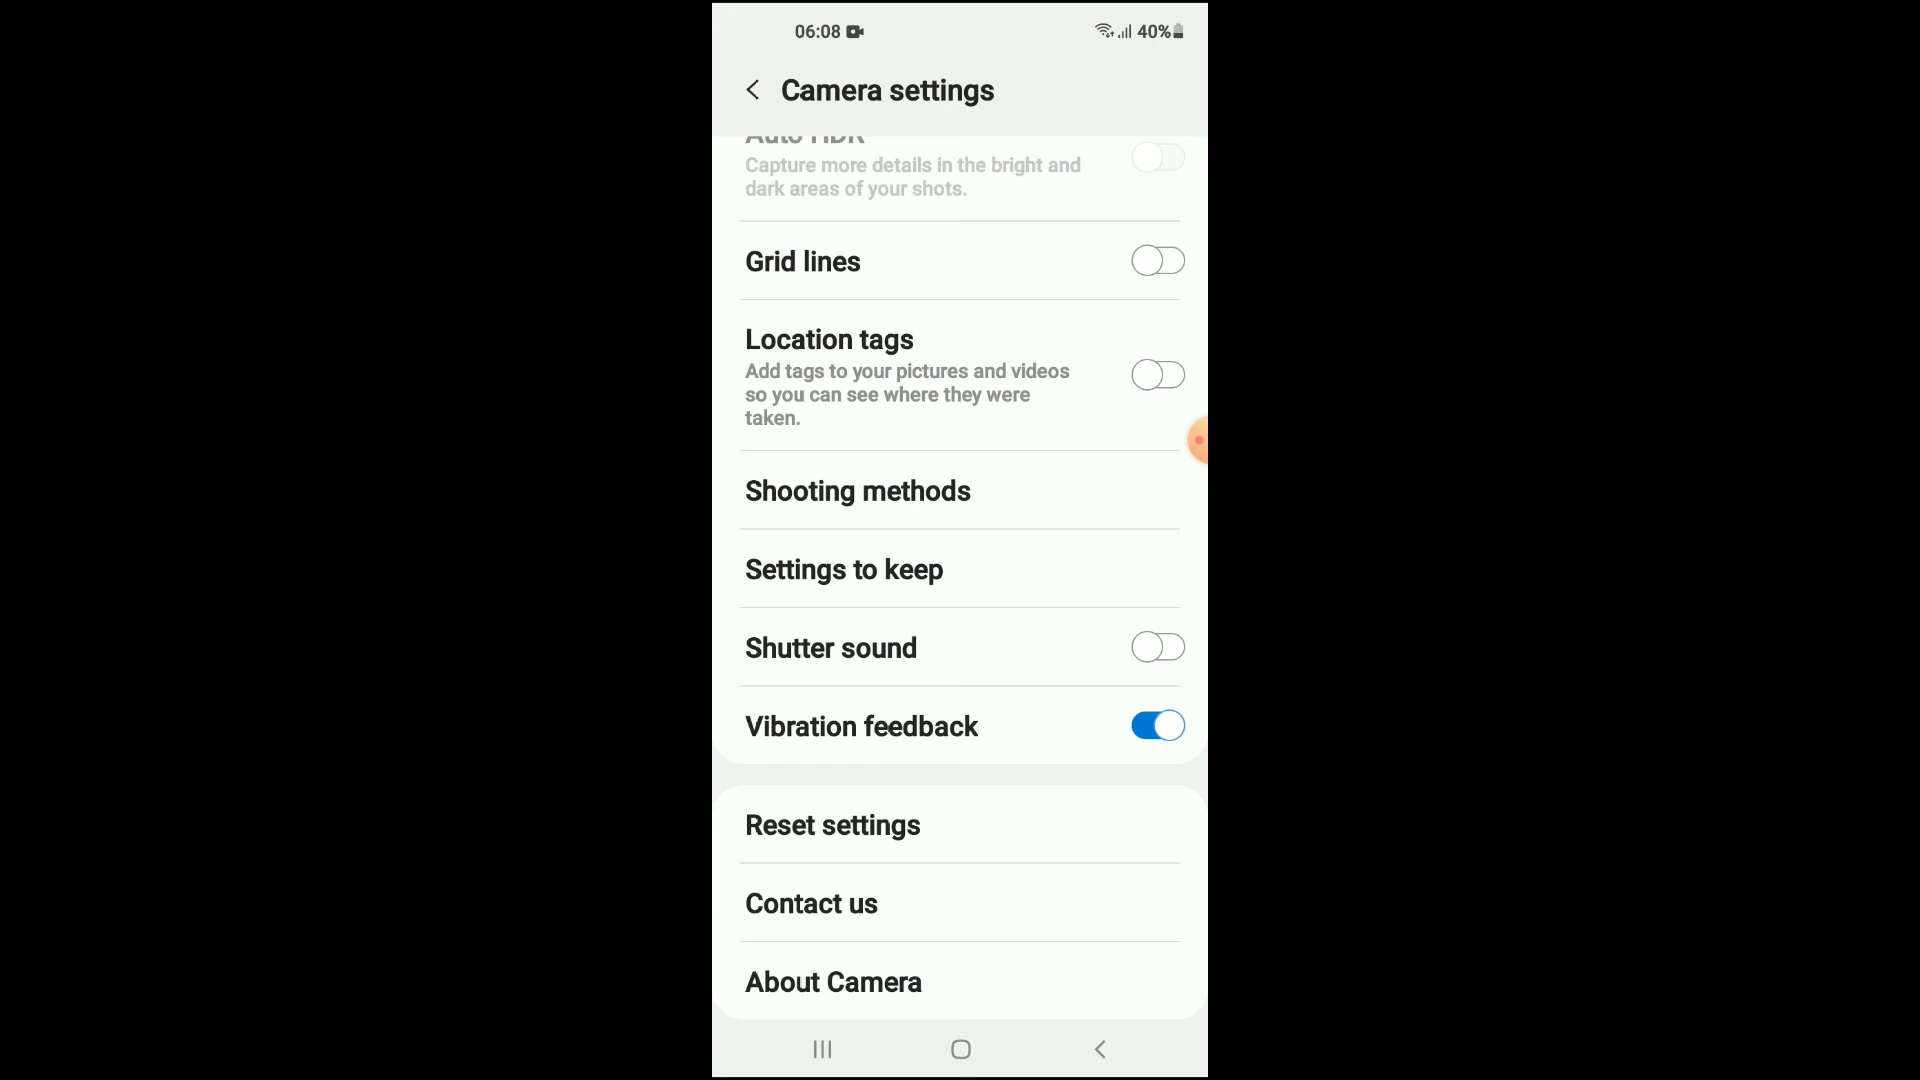 06:08
40%
Camera settings
Auto HDR
Capture more details in the bright and
dark areas of your shots.
Grid lines
Location tags
Add tags to your pictures and videos
so you can see where they were
taken.
Shooting methods
Settings to keep
Shutter sound
Vibration feedback
Reset settings
Contact us
About Camera